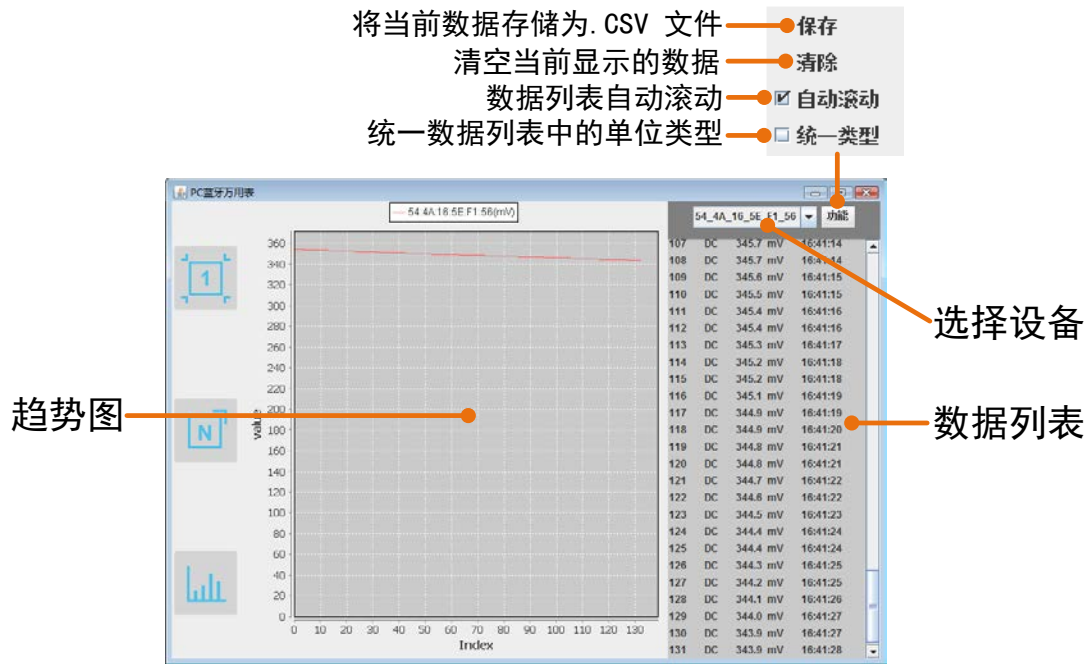 将当前数据存储为.CSV 文件
保存
清空当前显示的数据
清除
数据列表自动滚动
自动滚动
统一数据列表中的单位类型
统一类型
PC蓝牙万用表
54:4A:16:5E:F1:56(mV)
54_4A_16_5E_F1_56
功能
1
N
趋势图
value
360
340
320
300
280
260
240
220
200
180
160
140
120
100
80
60
40
20
0
0 10 20 30 40 50 60 70 80 90 100 110 120 130
Index
107 DC 345.7 mV 16:41:14
108 DC 345.7 mV 16:41:14
109 DC 345.6 mV 16:41:15
110 DC 345.5 mV 16:41:15
111 DC 345.4 mV 16:41:16
112 DC 345.4 mV 16:41:16
113 DC 345.3 mV 16:41:17
114 DC 345.2 mV 16:41:18
115 DC 345.2 mV 16:41:18
116 DC 345.1 mV 16:41:19
117 DC 344.9 mV 16:41:19
118 DC 344.9 mV 16:41:20
119 DC 344.8 mV 16:41:21
120 DC 344.8 mV 16:41:21
121 DC 344.7 mV 16:41:22
122 DC 344.6 mV 16:41:22
123 DC 344.5 mV 16:41:23
124 DC 344.4 mV 16:41:24
125 DC 344.4 mV 16:41:24
126 DC 344.3 mV 16:41:25
127 DC 344.2 mV 16:41:25
128 DC 344.1 mV 16:41:26
129 DC 344.0 mV 16:41:27
130 DC 343.9 mV 16:41:27
131 DC 343.9 mV 16:41:28
选择设备
数据列表